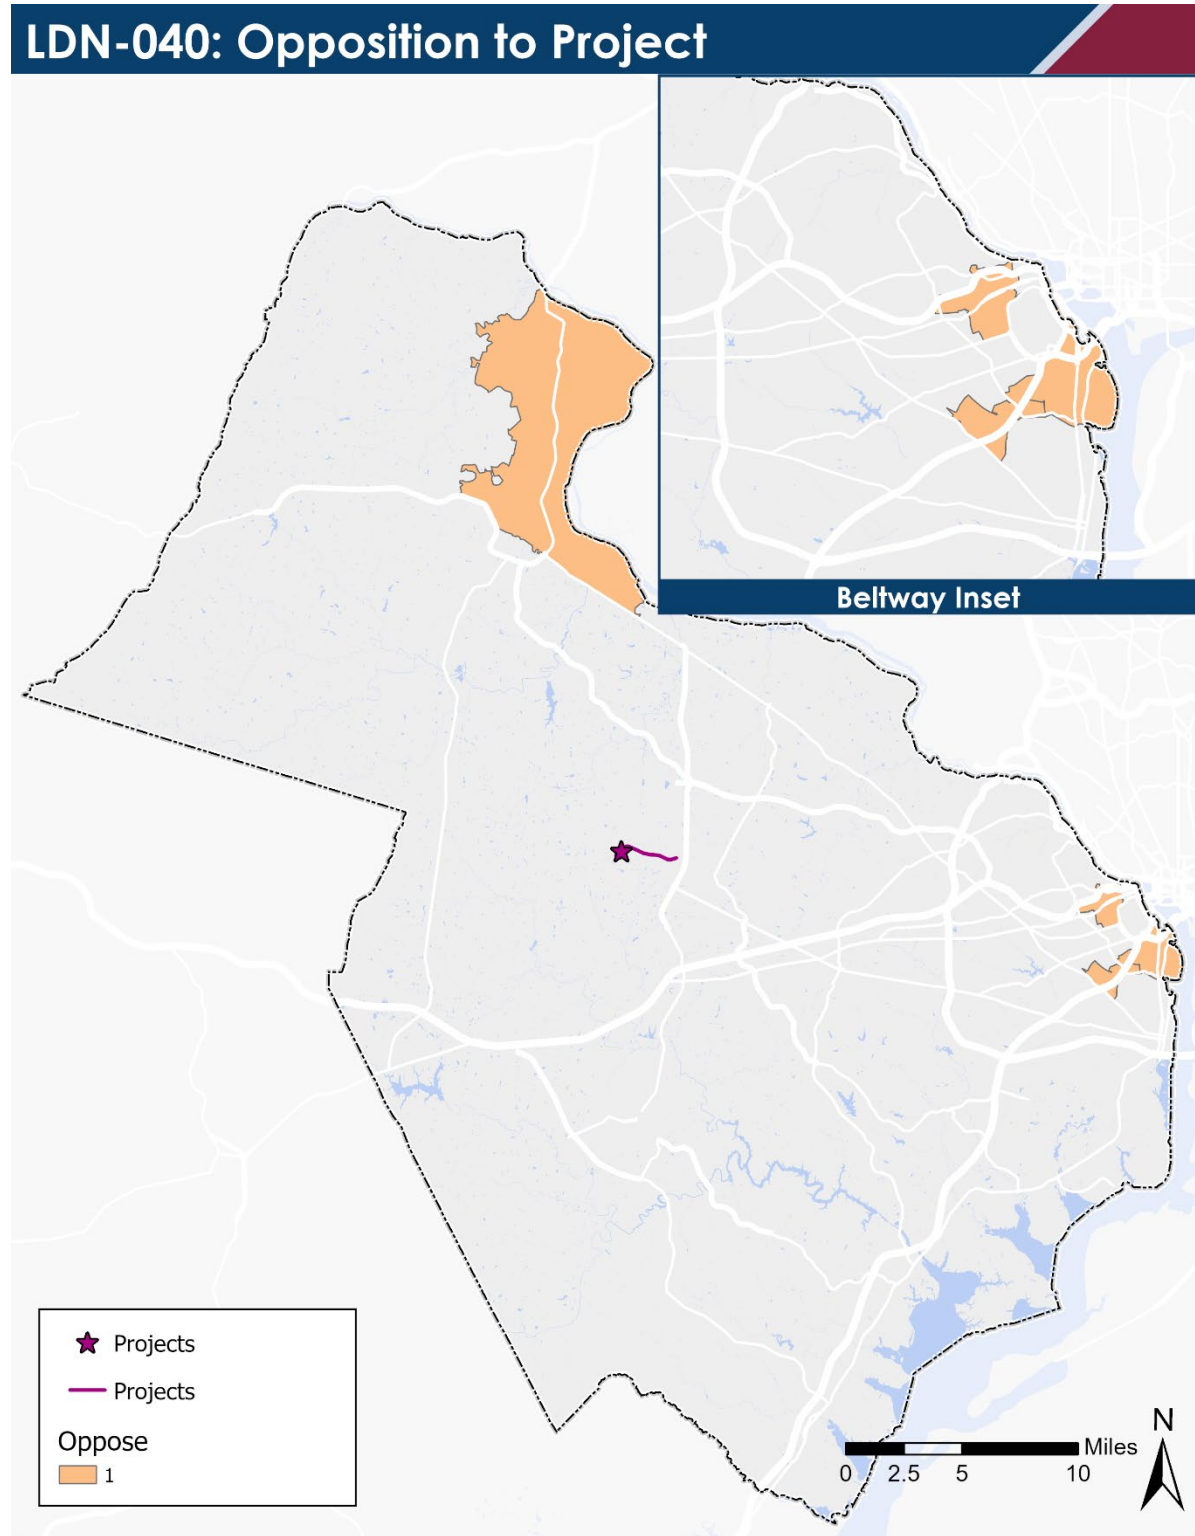 LDN-040: Opposition to Project
Beltway Inset
Projects
Projects
Oppose
1
N
Miles
0 2.5 5 10